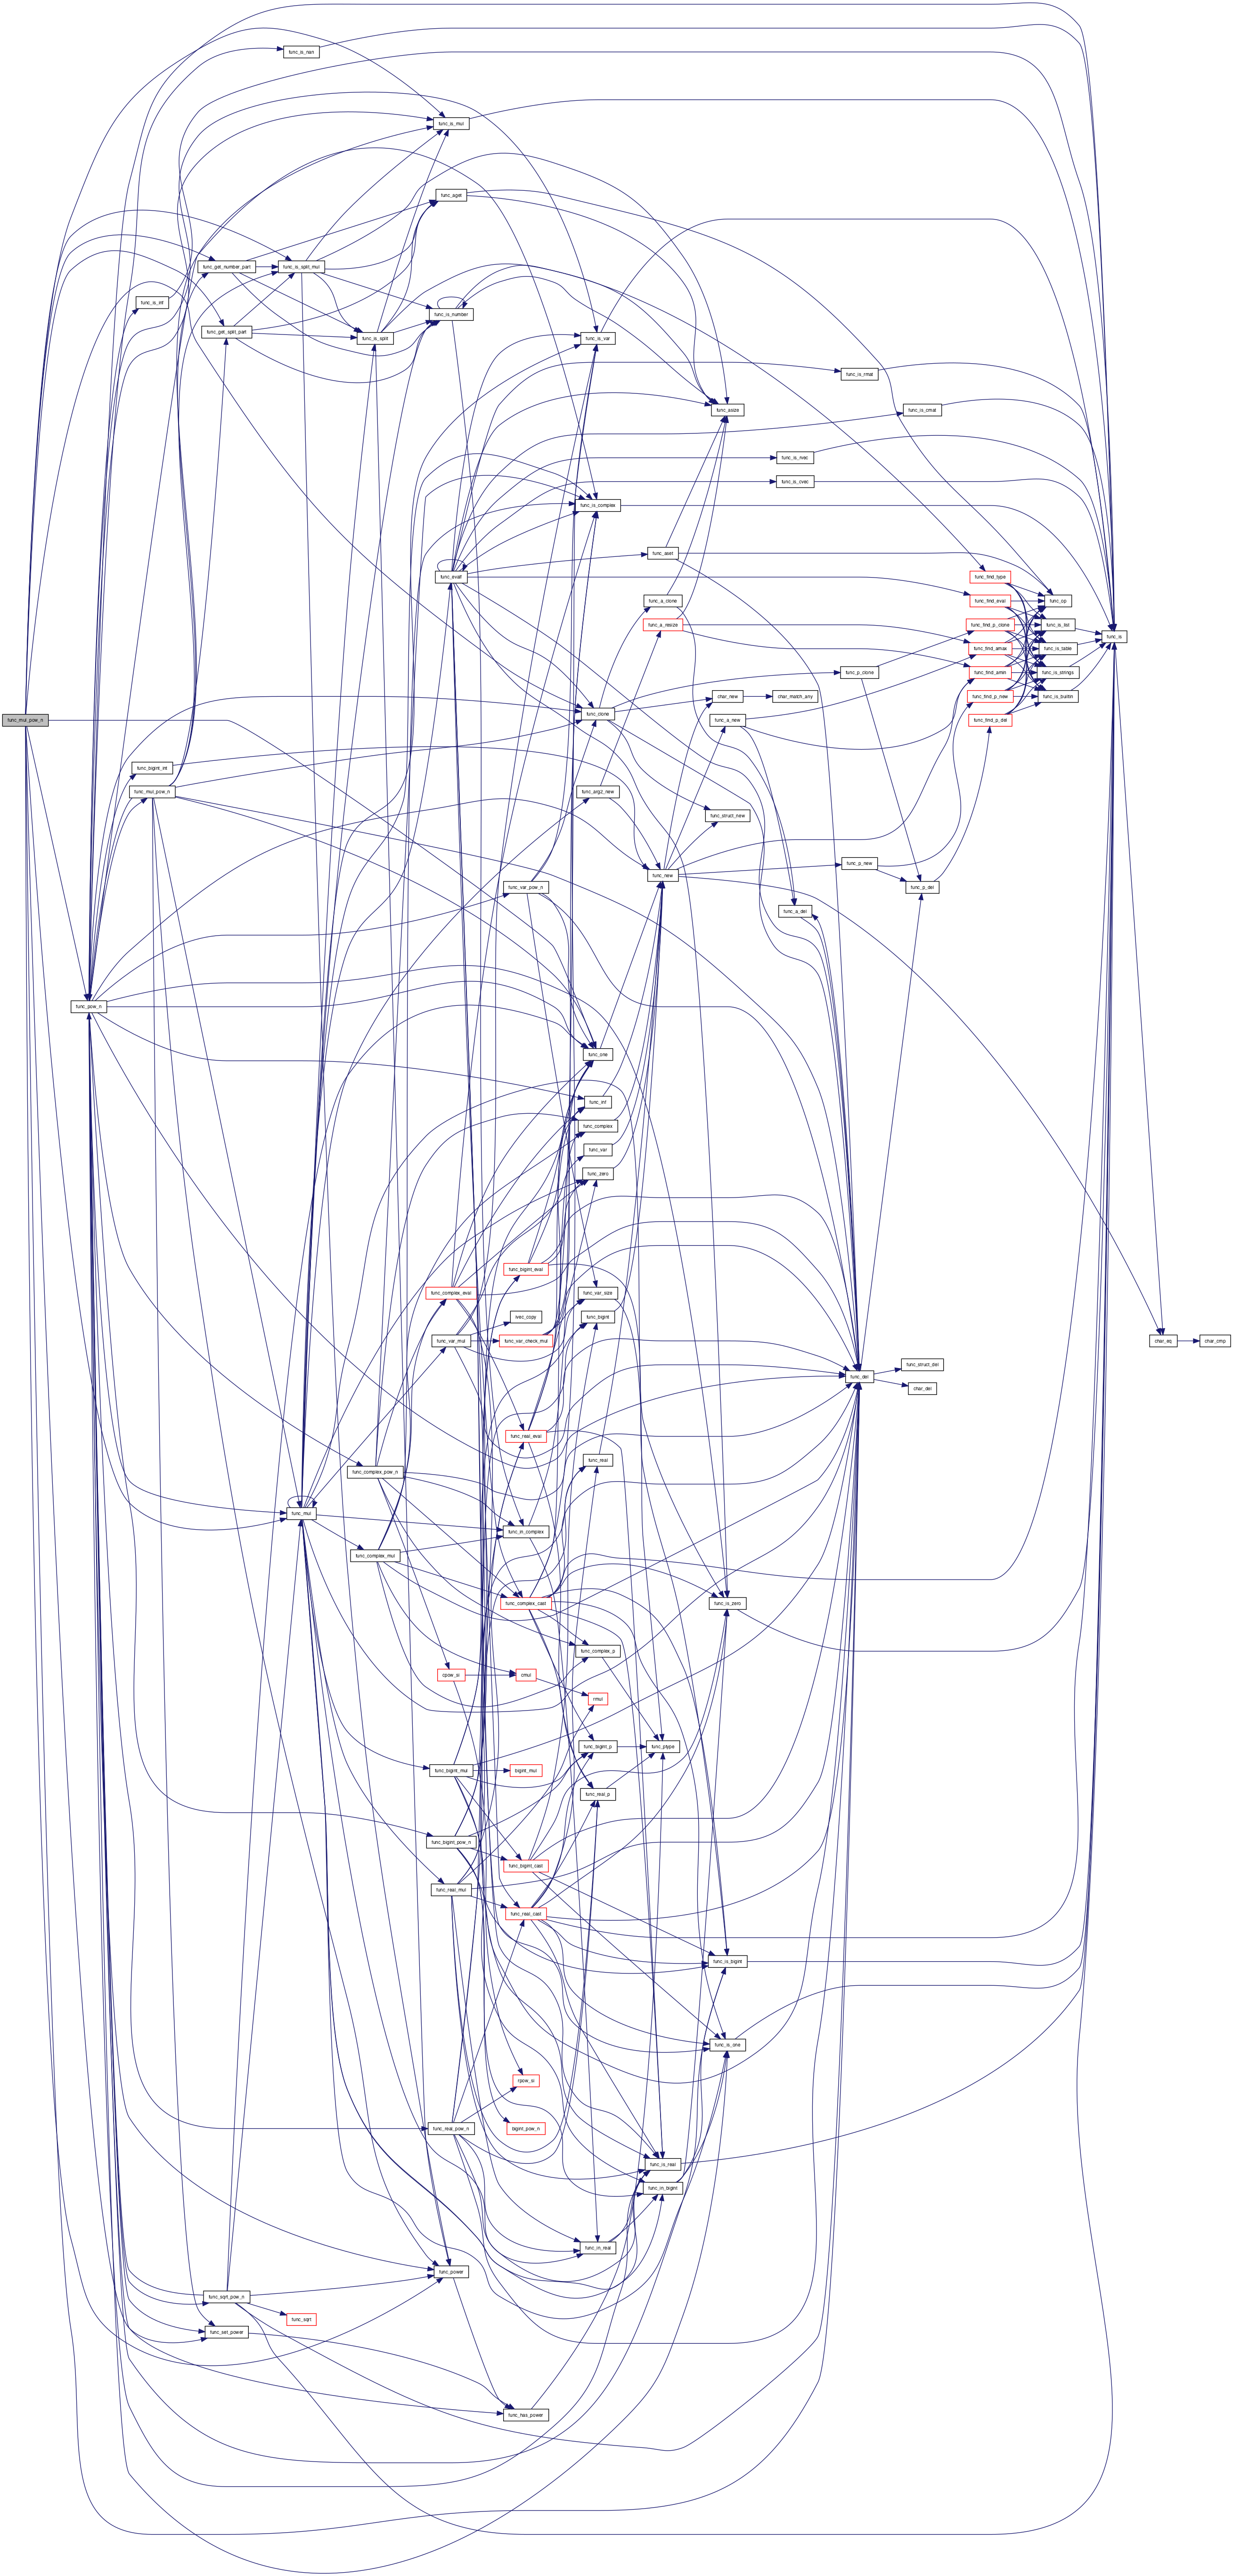 func_is_nan
func_is_mul
func_aget
func_get_number_part
func_is_split_mul
func_is_inf
func_is_number
func_get_split_part
func_is_split
func_is_var
func_is_rmat
func_asize
func_is_cmat
func_is_rvec
func_is_cvec
func_is_complex
func_aset
func_evalf
func_find_type
func_a_clone
func_find_eval
func_op
func_a_resize
func_find_p_clone
func_is_list
func_is
func_find_amax
func_is_table
func_p_clone
func_find_amin
func_is_strings
char_new
char_match_any
func_find_p_new
func_is_builtin
func_mul_pow_n
func_clone
func_a_new
func_find_p_del
func_bigint_int
func_mul_pow_n
func_arg2_new
func_struct_new
func_p_new
func_new
func_var_pow_n
func_p_del
func_a_del
func_pow_n
func_one
func_inf
func_complex
func_var
func_zero
func_bigint_eval
func_complex_eval
func_var_size
ivec_copy
func_bigint
func_var_mul
func_var_check_mul
char_eq
char_cmp
func_struct_del
func_del
char_del
func_real_eval
func_real
func_complex_pow_n
func_mul
func_in_complex
func_complex_mul
func_complex_cast
func_is_zero
func_complex_p
cpow_si
cmul
rmul
func_bigint_p
func_ptype
func_bigint_mul
bigint_mul
func_real_p
func_bigint_pow_n
func_bigint_cast
func_real_mul
func_real_cast
func_is_bigint
func_is_one
rpow_si
func_real_pow_n
bigint_pow_n
func_is_real
func_in_bigint
func_in_real
func_power
func_sqrt_pow_n
func_sqrt
func_set_power
func_has_power